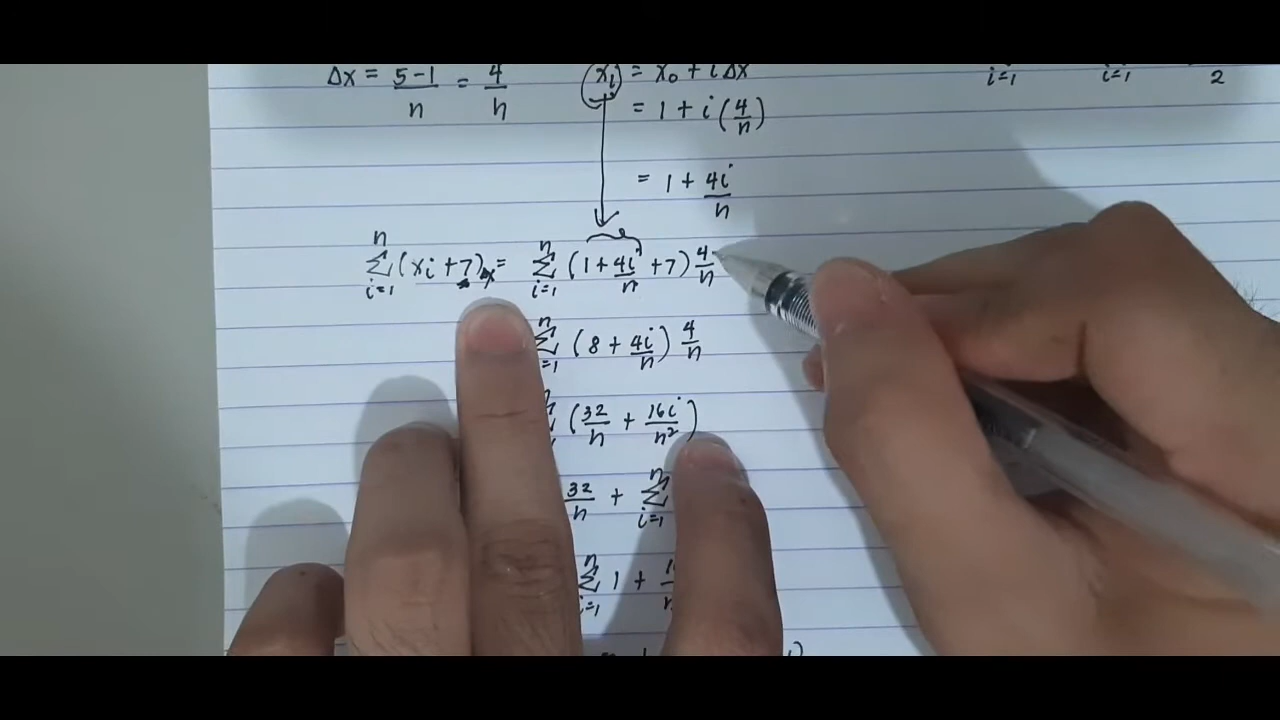 Δx = 5-1/n = 4/n
xi = x₀ + iΔx
= 1 + i(4/n)
= 1 + 4i/n
i=1 i=1 2
n∑i=1 (xi + 7)Δx = n∑i=1 (1 + 4i/n + 7) 4/n
n∑=1 (8 + 4i/n) 4/n
(32/n + 16i/n²)
32/n + n∑i=1
n∑i=1 1 +